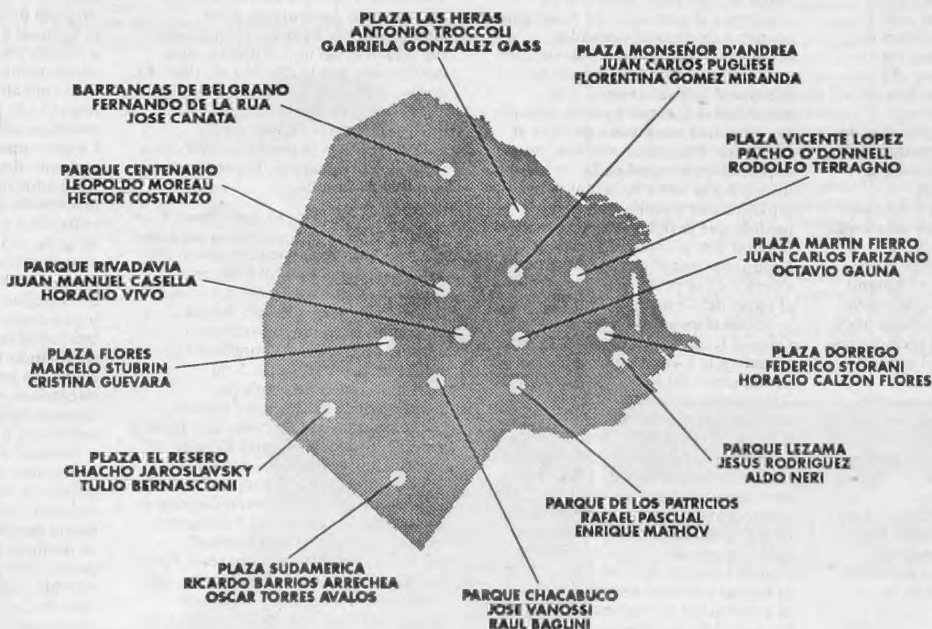 PLAZA LAS HERAS
ANTONIO TROCCOLI
GABRIELA GONZALEZ GASS
PLAZA MONSEÑOR D'ANDREA
JUAN CARLOS PUGLIESE
FLORENTINA GOMEZ MIRANDA
BARRANCAS DE BELGRANO
FERNANDO DE LA RUA
JOSE CANATA
PLAZA VICENTE LOPEZ
PACHO O'DONNELL
RODOLFO TERRAGNO
PARQUE CENTENARIO
LEOPOLDO MOREAU
HECTOR COSTANZO
PLAZA MARTIN FIERRO
JUAN CARLOS FARIZANO
OCTAVIO GAUNA
PARQUE RIVADAVIA
JUAN MANUEL CASELLA
HORACIO VIVO
PLAZA FLORES
MARCELO STUBRIN
CRISTINA GUEVARA
PLAZA DORREGO
FEDERICO STORANI
HORACIO CALZON FLORES
PLAZA EL RESERO
CHACHO JAROSLAVSKY
TULIO BERNASCONI
PARQUE LEZAMA
JESUS RODRIGUEZ
ALDO NERI
PARQUE DE LOS PATRICIOS
RAFAEL PASCUAL
ENRIQUE MATHOV
PLAZA SUDAMERICA
RICARDO BARRIOS ARRECHEA
OSCAR TORRES AVALOS
PARQUE CHACABUCO
JOSE VANOSSI
RAUL BAGLINI